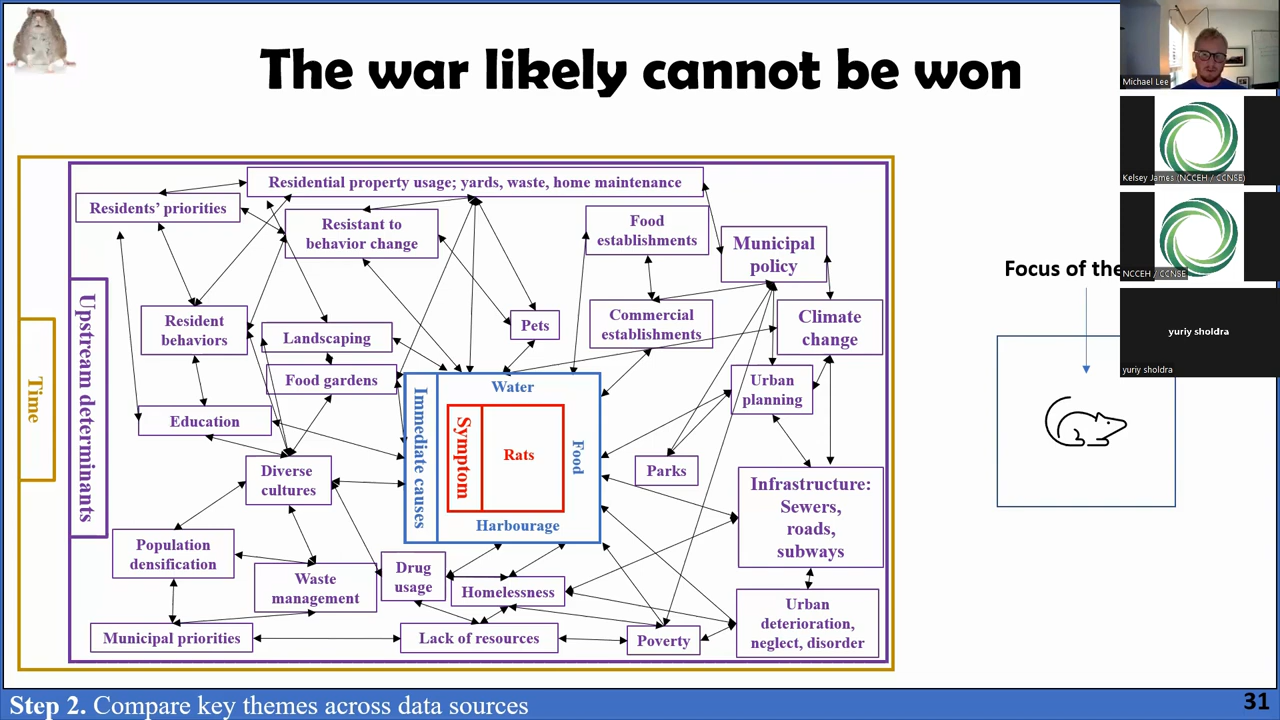 The war likely cannot be won
Residential property usage; yards, waste, home maintenance
Residents' priorities
Resistant to
behavior change
Food
establishments
Municipal
policy
Resident
behaviors
Landscaping
Pets
Commercial
establishments
Climate
change
Food gardens
Education
Urban
planning
Diverse
cultures
Parks
Infrastructure:
Sewers,
roads,
subways
Population
densification
Waste
management
Drug
usage
Homelessness
Urban
deterioration,
neglect, disorder
Municipal priorities
Lack of resources
Poverty
Time
Upstream determinants
Immediate causes
Water
Food
Harbourage
Symptom
Rats
Focus of the
Michael Lee
Kelsey James (NCCEH / CCNSE)
NCCEH / CCNSE
yuriy sholdra
yuriy sholdra
Step 2. Compare key themes across data sources
31